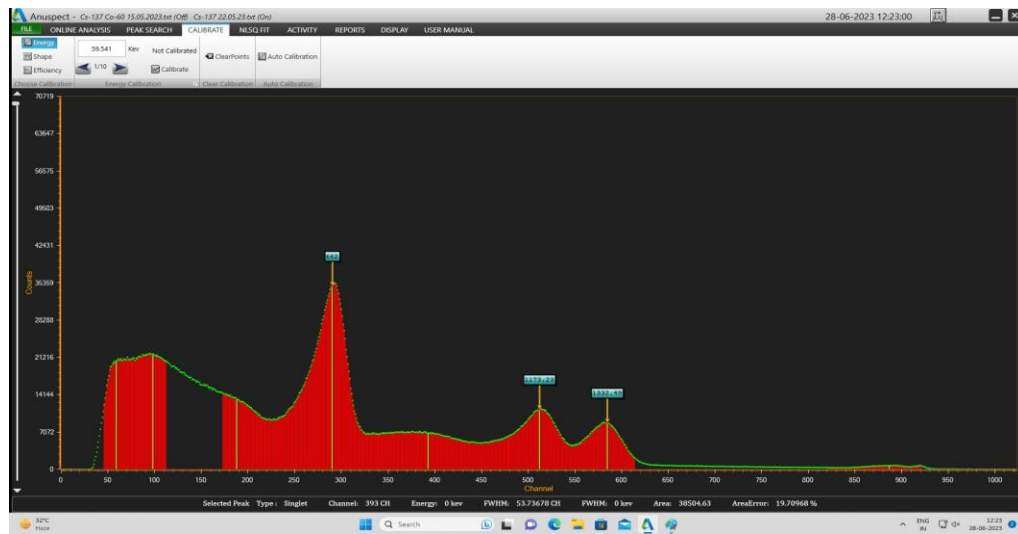 Anuspect - Cs-137 Co-60 15.05.2023.txt (Off) Cs-137 22.05.23.txt (On) 28-06-2023 12:23:00
FILE ONLINE ANALYSIS PEAK SEARCH CALIBRATE NLSQ FIT ACTIVITY REPORTS DISPLAY USER MANUAL
Energy 59.541 Kev Not Calibrated ClearPoints Auto Calibration
Shape
Efficiency 1/10 Calibrate
Choose Calibration Energy Calibration Clear Calibration Auto Calibration
70719
63647
56575
49503
42431
662
Counts
35359
28288
21216
1173.23
14144
1332.49
7072
0
0 50 100 150 200 250 300 350 400 450 500 550 600 650 700 750 800 850 900 950 1000
Channel
Selected Peak Type : Singlet Channel: 393 CH Energy: 0 kev FWHM: 53.73678 CH FWHM: 0 kev Area: 38504.63 AreaError: 19.70968 %
32°C
Haze
Search
ENG
IN
12:23
28-06-2023